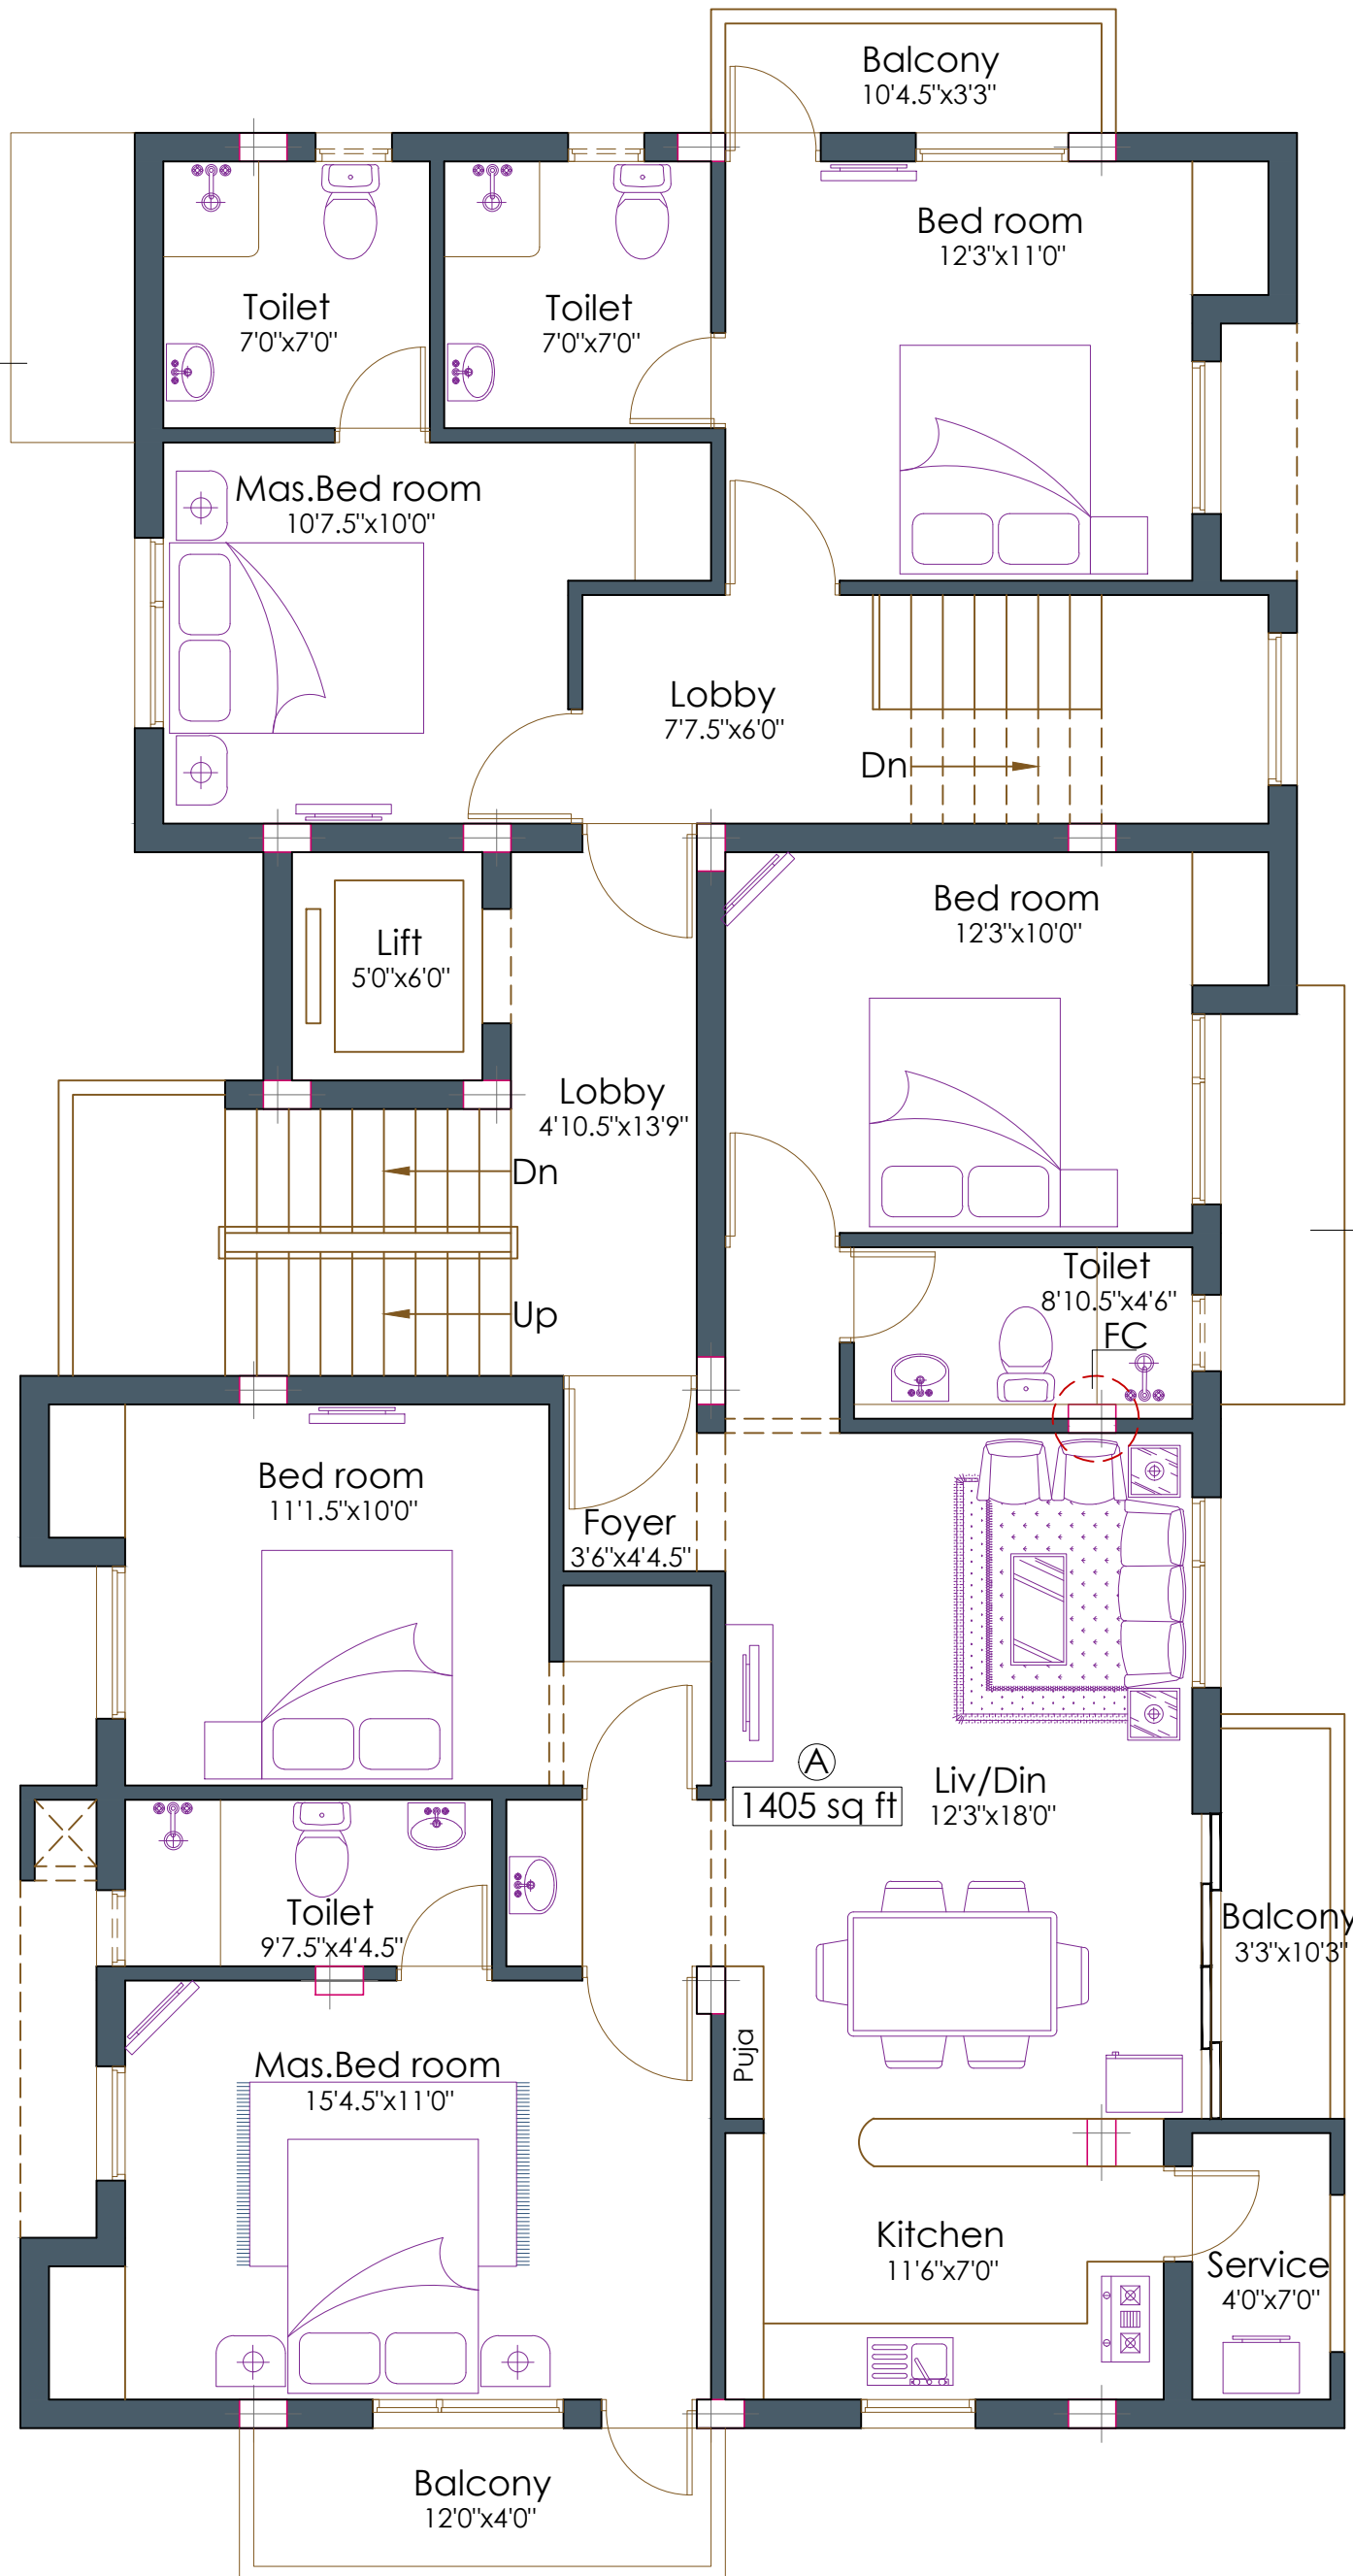 Balcony
10'4.5"x3'3"
Bed room
12'3"x11'0"
Toilet
7'0"x7'0"
Toilet
7'0"x7'0"
Mas.Bed room
10'7.5"x10'0"
Lobby
7'7.5"x6'0"
Dn
Bed room
12'3"x10'0"
Lift
5'0"x6'0"
Lobby
4'10.5"x13'9"
Dn
Up
Toilet
8'10.5"x4'6"
FC
Bed room
11'1.5"x10'0"
Foyer
3'6"x4'4.5"
A
1405 sq ft
Liv/Din
12'3"x18'0"
Toilet
9'7.5"x4'4.5"
Balcony
3'3"x10'3"
Puja
Mas.Bed room
15'4.5"x11'0"
Kitchen
11'6"x7'0"
Service
4'0"x7'0"
Balcony
12'0"x4'0"